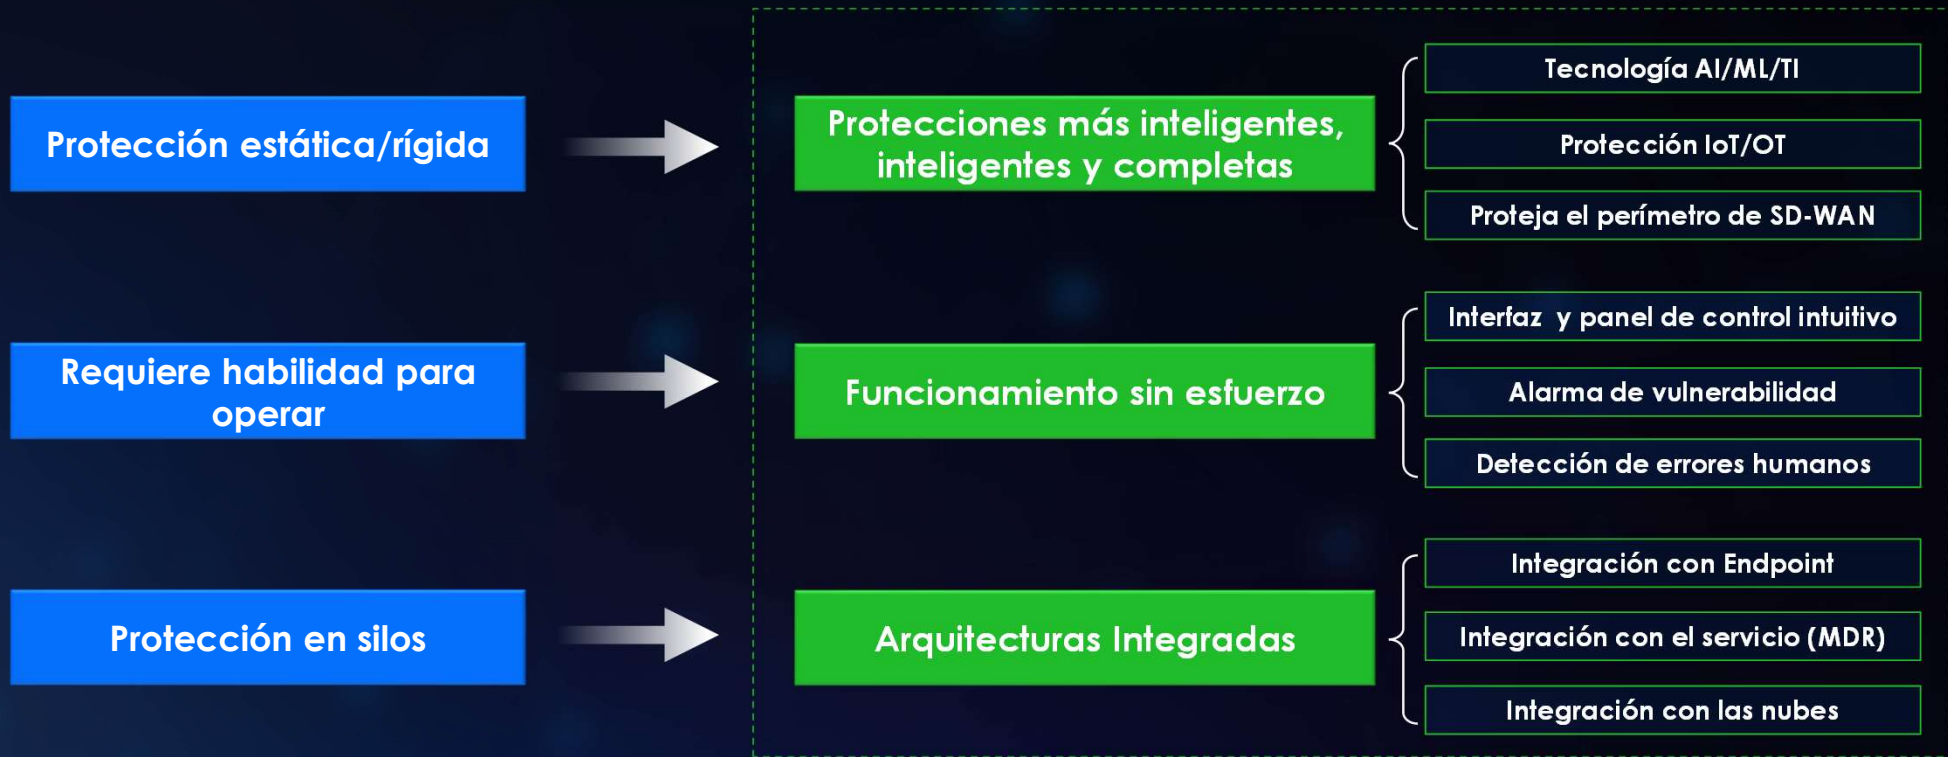 Protección estática/rígida
Protecciones más inteligentes,
inteligentes y completas
Tecnología AI/ML/TI
Protección IoT/OT
Proteja el perímetro de SD-WAN
Requiere habilidad para
operar
Funcionamiento sin esfuerzo
Interfaz y panel de control intuitivo
Alarma de vulnerabilidad
Detección de errores humanos
Protección en silos
Arquitecturas Integradas
Integración con Endpoint
Integración con el servicio (MDR)
Integración con las nubes